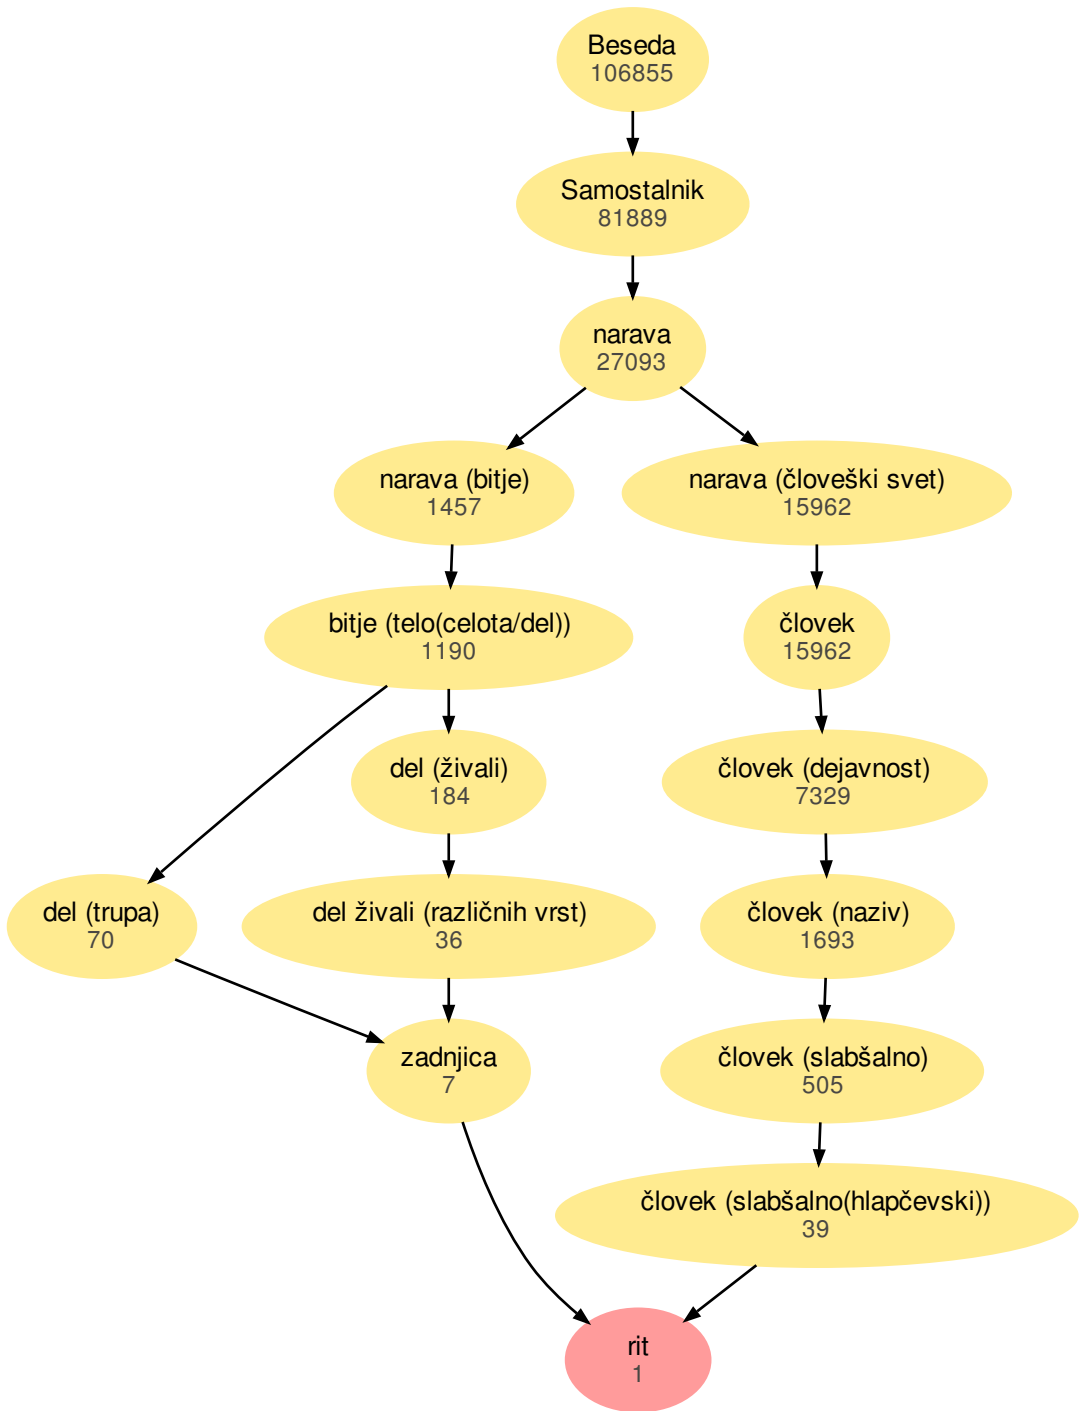 Beseda
106855
Samostalnik
81889
narava
27093
narava (bitje)
1457
narava (človeški svet)
15962
bitje (telo(celota/del))
1190
človek
15962
del (živali)
184
človek (dejavnost)
7329
del (trupa)
70
del živali (različnih vrst)
36
človek (naziv)
1693
zadnjica
7
človek (slabšalno)
505
človek (slabšalno(hlapčevski))
39
rit
1